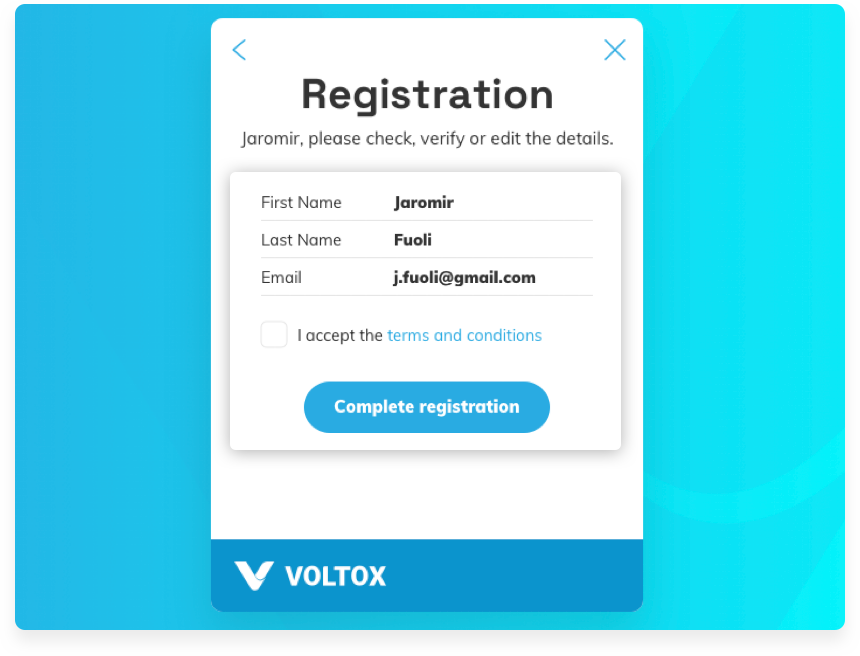 Registration
Jaromir, please check, verify or edit the details.
First Name Jaromir
Last Name Fuoli
Email j.fuoli@gmail.com
I accept the terms and conditions
Complete registration
VOLTOX